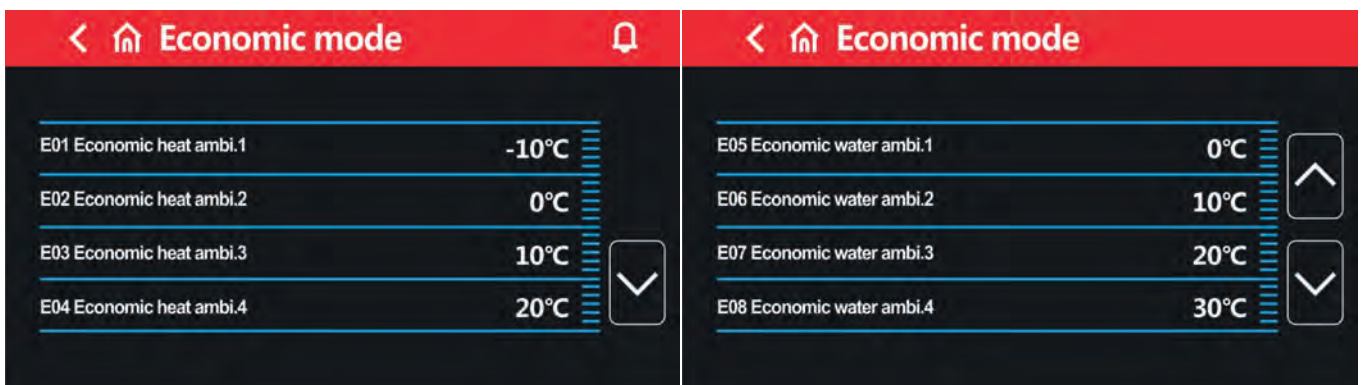 Economic mode
E01 Economic heat ambi.1 -10°C
E02 Economic heat ambi.2 0°C
E03 Economic heat ambi.3 10°C
E04 Economic heat ambi.4 20°C
Economic mode
E05 Economic water ambi.1 0°C
E06 Economic water ambi.2 10°C
E07 Economic water ambi.3 20°C
E08 Economic water ambi.4 30°C